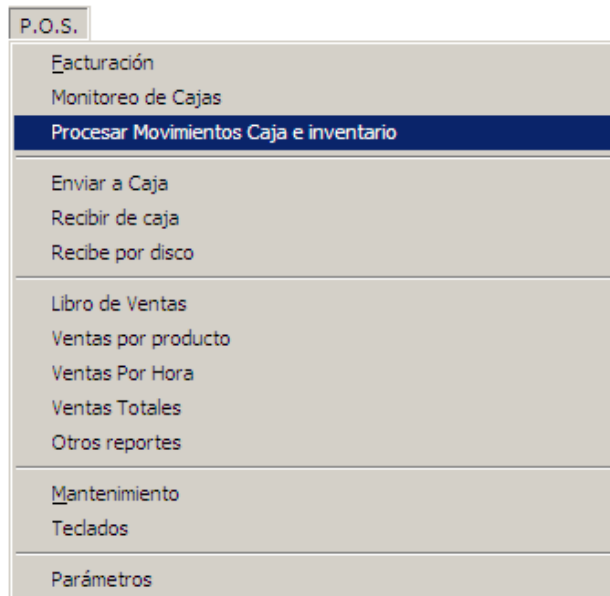 P.O.S.
Facturación
Monitoreo de Cajas
Procesar Movimientos Caja e inventario
Enviar a Caja
Recibir de caja
Recibe por disco
Libro de Ventas
Ventas por producto
Ventas Por Hora
Ventas Totales
Otros reportes
Mantenimiento
Teclados
Parámetros